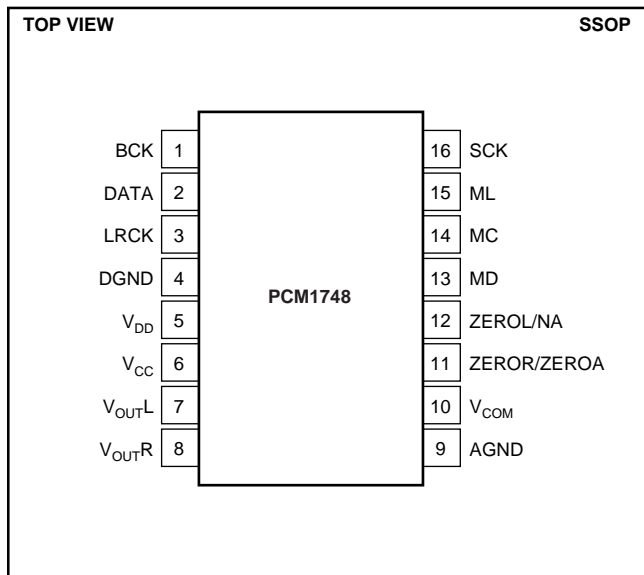 TOP VIEW SSOP
BCK 1 16 SCK
DATA 2 15 ML
LRCK 3 14 MC
DGND 4 13 MD
PCM1748
VDD 5 12 ZEROL/NA
VCC 6 11 ZEROR/ZEROA
VOUTL 7 10 VCOM
VOUTR 8 9 AGND